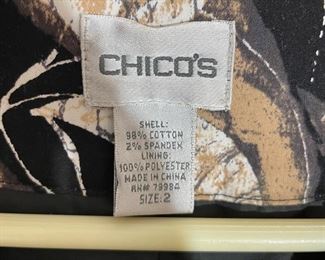 CHICO'S
SHELL:
98% COTTON
2% SPANDEX
LINING:
100% POLYESTER
MADE IN CHINA
RN# 79984
SIZE: 2